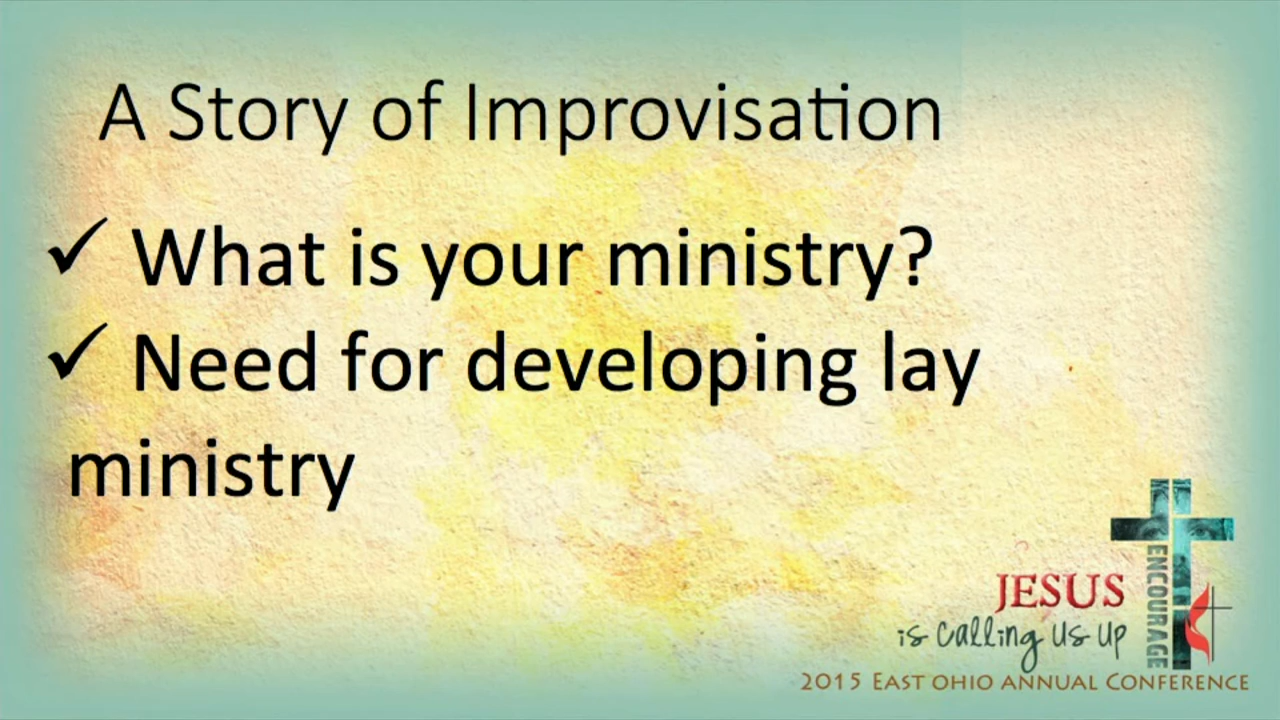 A Story of Improvisation
✓ What is your ministry?
✓ Need for developing lay
ministry
JESUS
is calling us up
ENCOURAGE
2015 EAST OHIO ANNUAL CONFERENCE